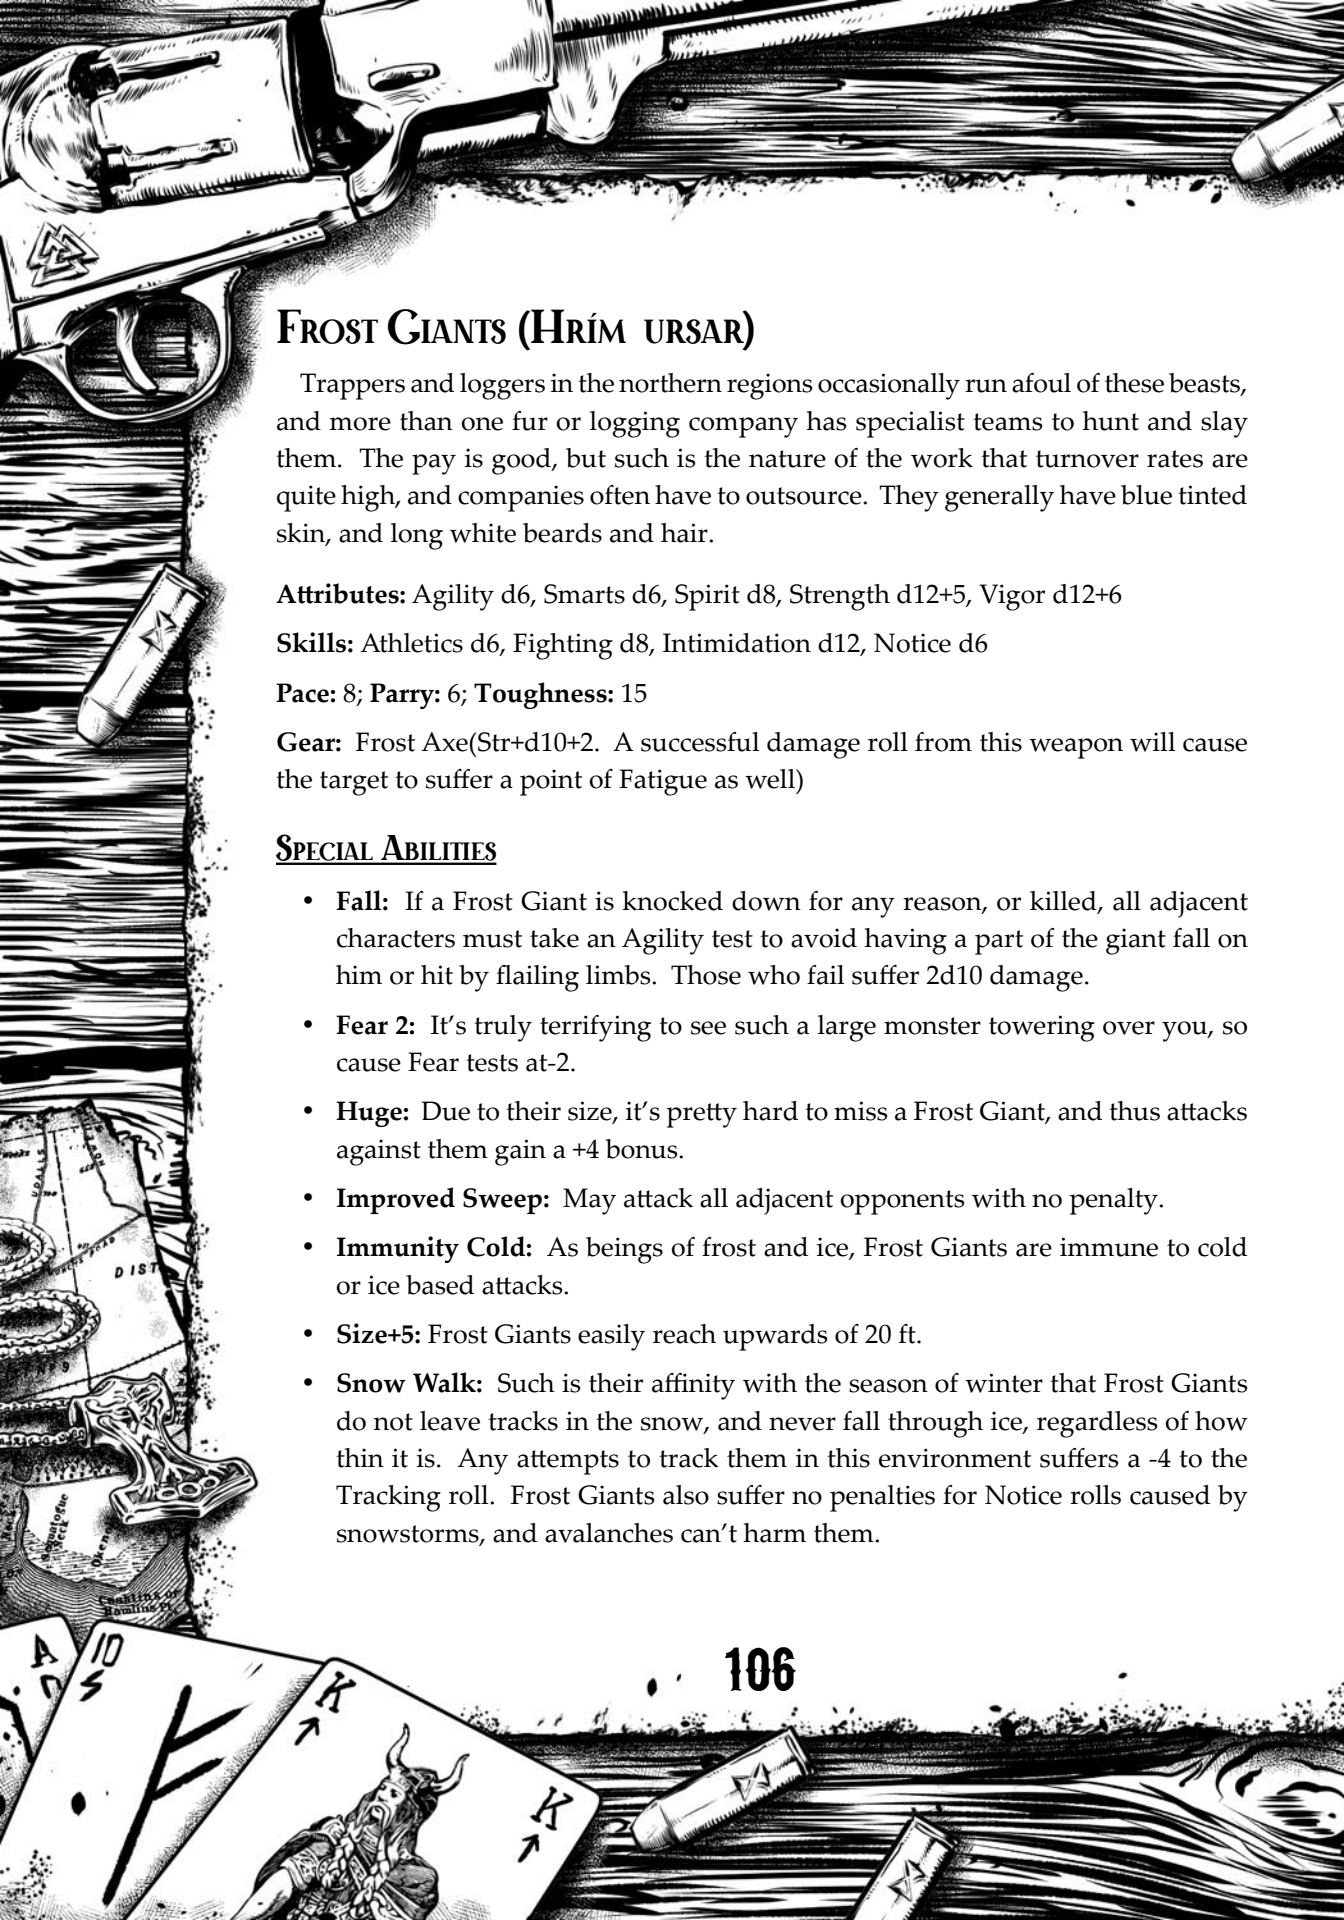 FROST GIANTS (HRÍM URSAR)
Trappers and loggers in the northern regions occasionally run afoul of these beasts,
and more than one fur or logging company has specialist teams to hunt and slay
them. The pay is good, but such is the nature of the work that turnover rates are
quite high, and companies often have to outsource. They generally have blue tinted
skin, and long white beards and hair.
Attributes: Agility d6, Smarts d6, Spirit d8, Strength d12+5, Vigor d12+6
Skills: Athletics d6, Fighting d8, Intimidation d12, Notice d6
Pace: 8; Parry: 6; Toughness: 15
Gear: Frost Axe(Str+d10+2. A successful damage roll from this weapon will cause
the target to suffer a point of Fatigue as well)
SPECIAL ABILITIES
• Fall: If a Frost Giant is knocked down for any reason, or killed, all adjacent
characters must take an Agility test to avoid having a part of the giant fall on
him or hit by flailing limbs. Those who fail suffer 2d10 damage.
• Fear 2: It's truly terrifying to see such a large monster towering over you, so
cause Fear tests at-2.
• Huge: Due to their size, it's pretty hard to miss a Frost Giant, and thus attacks
against them gain a +4 bonus.
• Improved Sweep: May attack all adjacent opponents with no penalty.
• Immunity Cold: As beings of frost and ice, Frost Giants are immune to cold
or ice based attacks.
• Size+5: Frost Giants easily reach upwards of 20 ft.
• Snow Walk: Such is their affinity with the season of winter that Frost Giants
do not leave tracks in the snow, and never fall through ice, regardless of how
thin it is. Any attempts to track them in this environment suffers a -4 to the
Tracking roll. Frost Giants also suffer no penalties for Notice rolls caused by
snowstorms, and avalanches can't harm them.
DIST
Neck
A
10
K
K
106